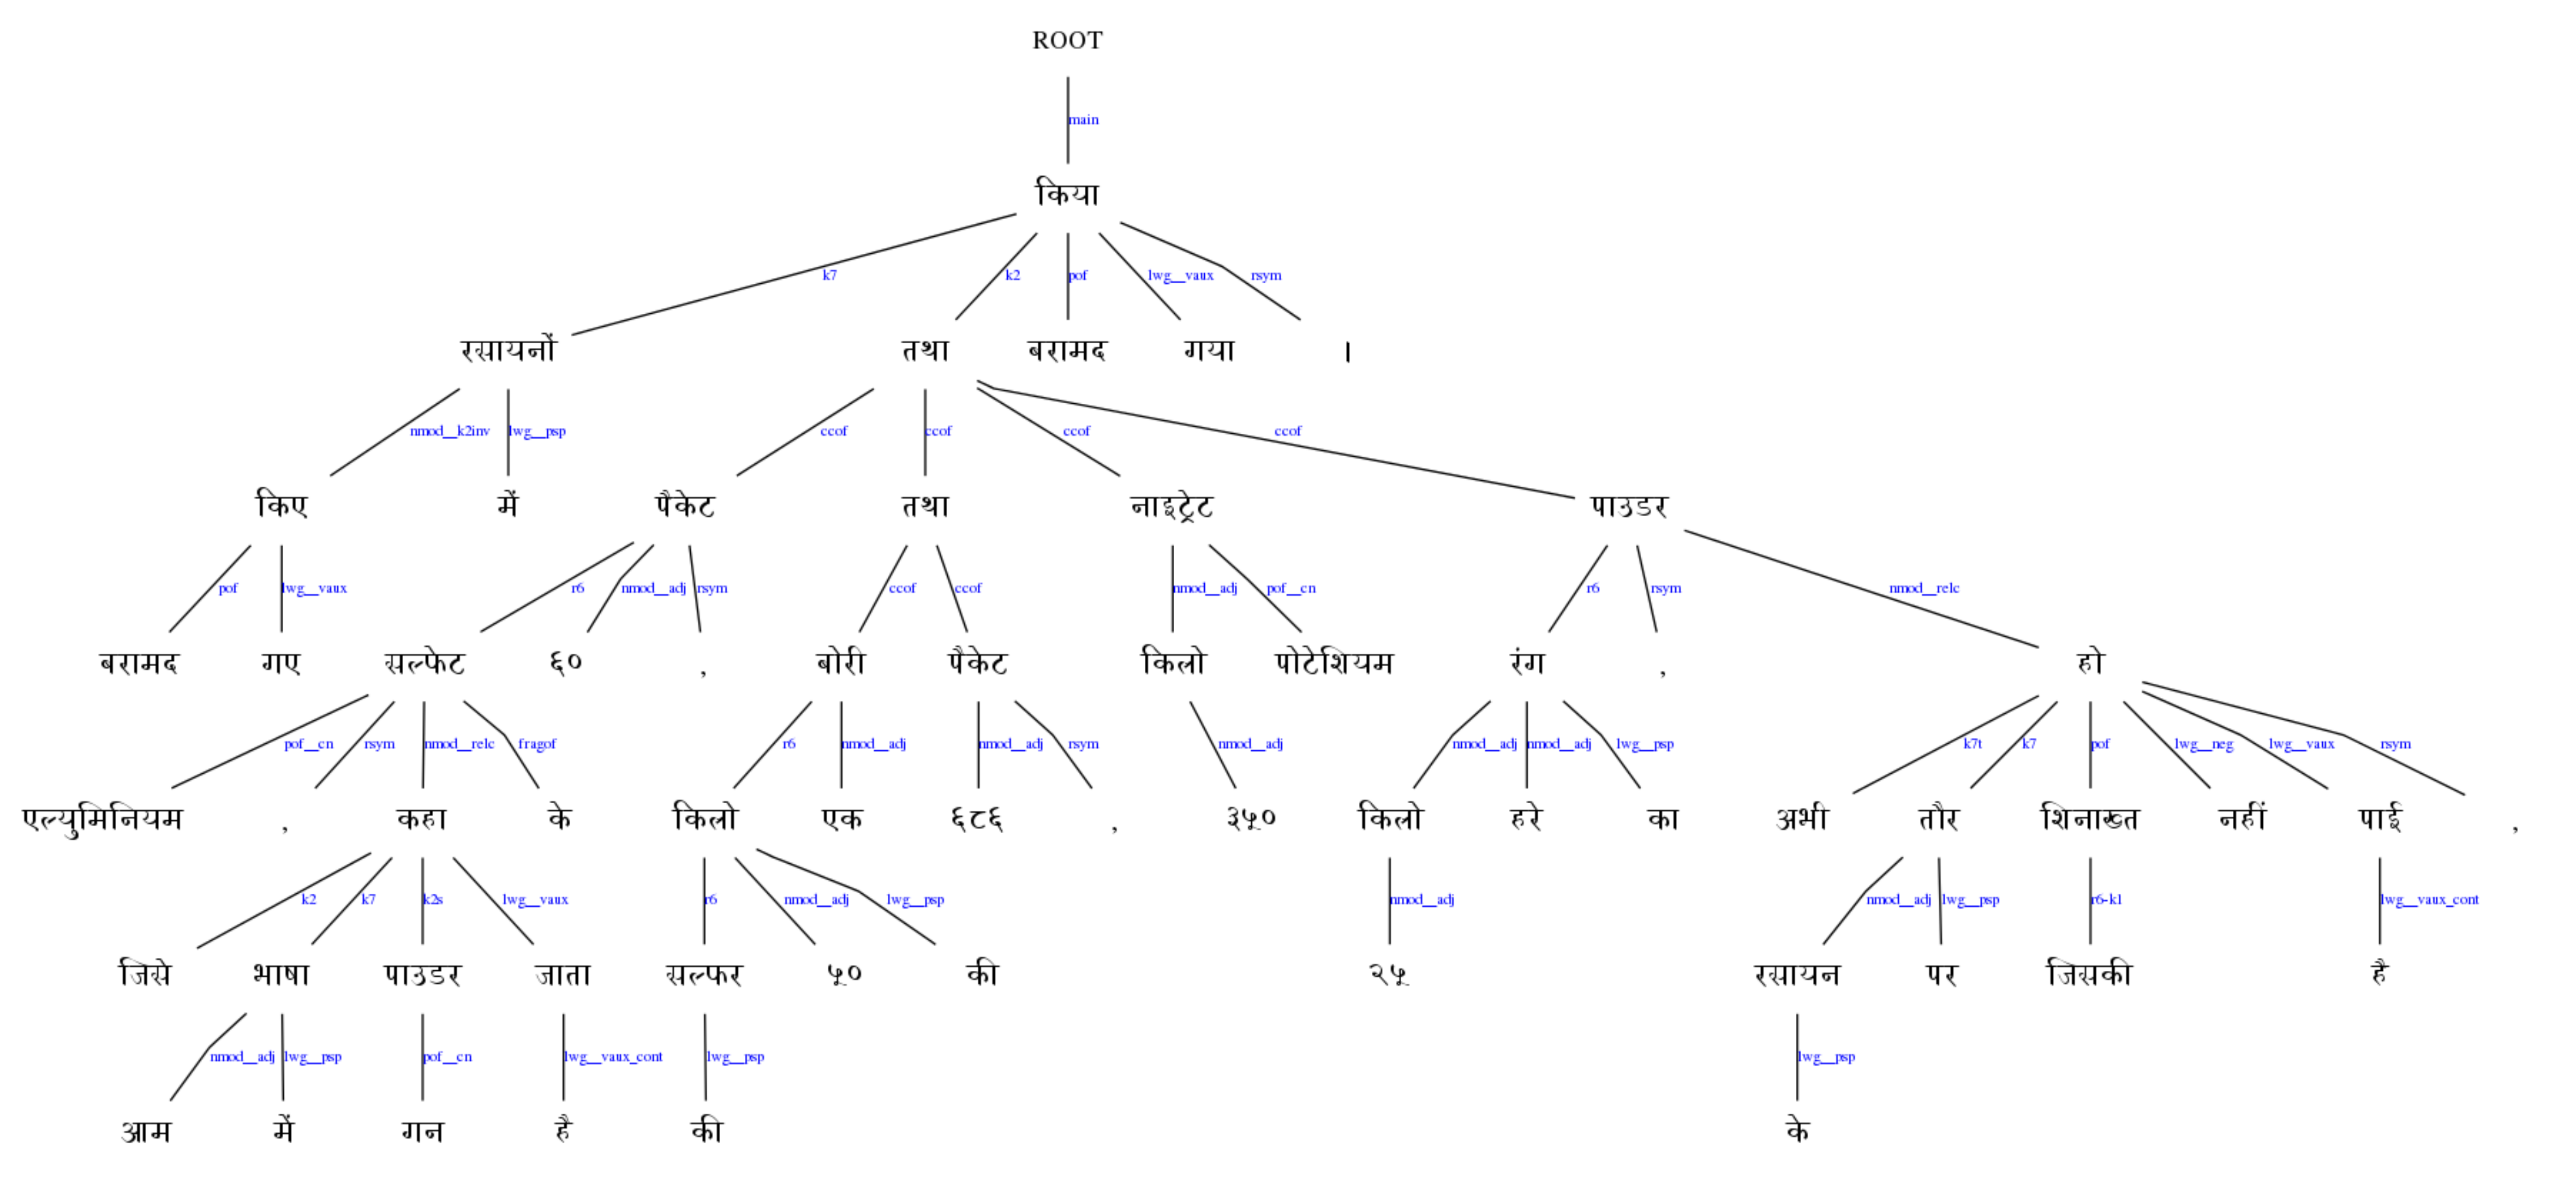 ROOT
main
किया
k7 k2 pof lwg__vaux rsym
रसायनों तथा बरामद गया ।
nmod__k2inv lwg__psp ccof ccof ccof ccof
किए में पैकेट तथा नाइट्रेट पाउडर
pof lwg__vaux r6 nmod__adj rsym ccof ccof nmod__adj pof__cn r6 rsym nmod__relc
बरामद गए सल्फेट ६० , बोरी पैकेट किलो पोटेशियम रंग , हो
pof__cn rsym nmod__relc fragof r6 nmod__adj nmod__adj rsym nmod__adj nmod__adj nmod__adj lwg__psp k7t k7 pof lwg__neg lwg__vaux rsym
एल्युमिनियम , कहा के किलो एक ६८६ , ३५० किलो हरे का अभी तौर शिनाख्त नहीं पाई ,
k2 k7 k2s lwg__vaux r6 nmod__adj lwg__psp nmod__adj nmod__adj lwg__psp r6-k1 lwg__vaux_cont
जिसे भाषा पाउडर जाता सल्फर ५० की २५ रसायन पर जिसकी है
nmod__adj lwg__psp pof__cn lwg__vaux_cont lwg__psp lwg__psp
आम में गन है की के